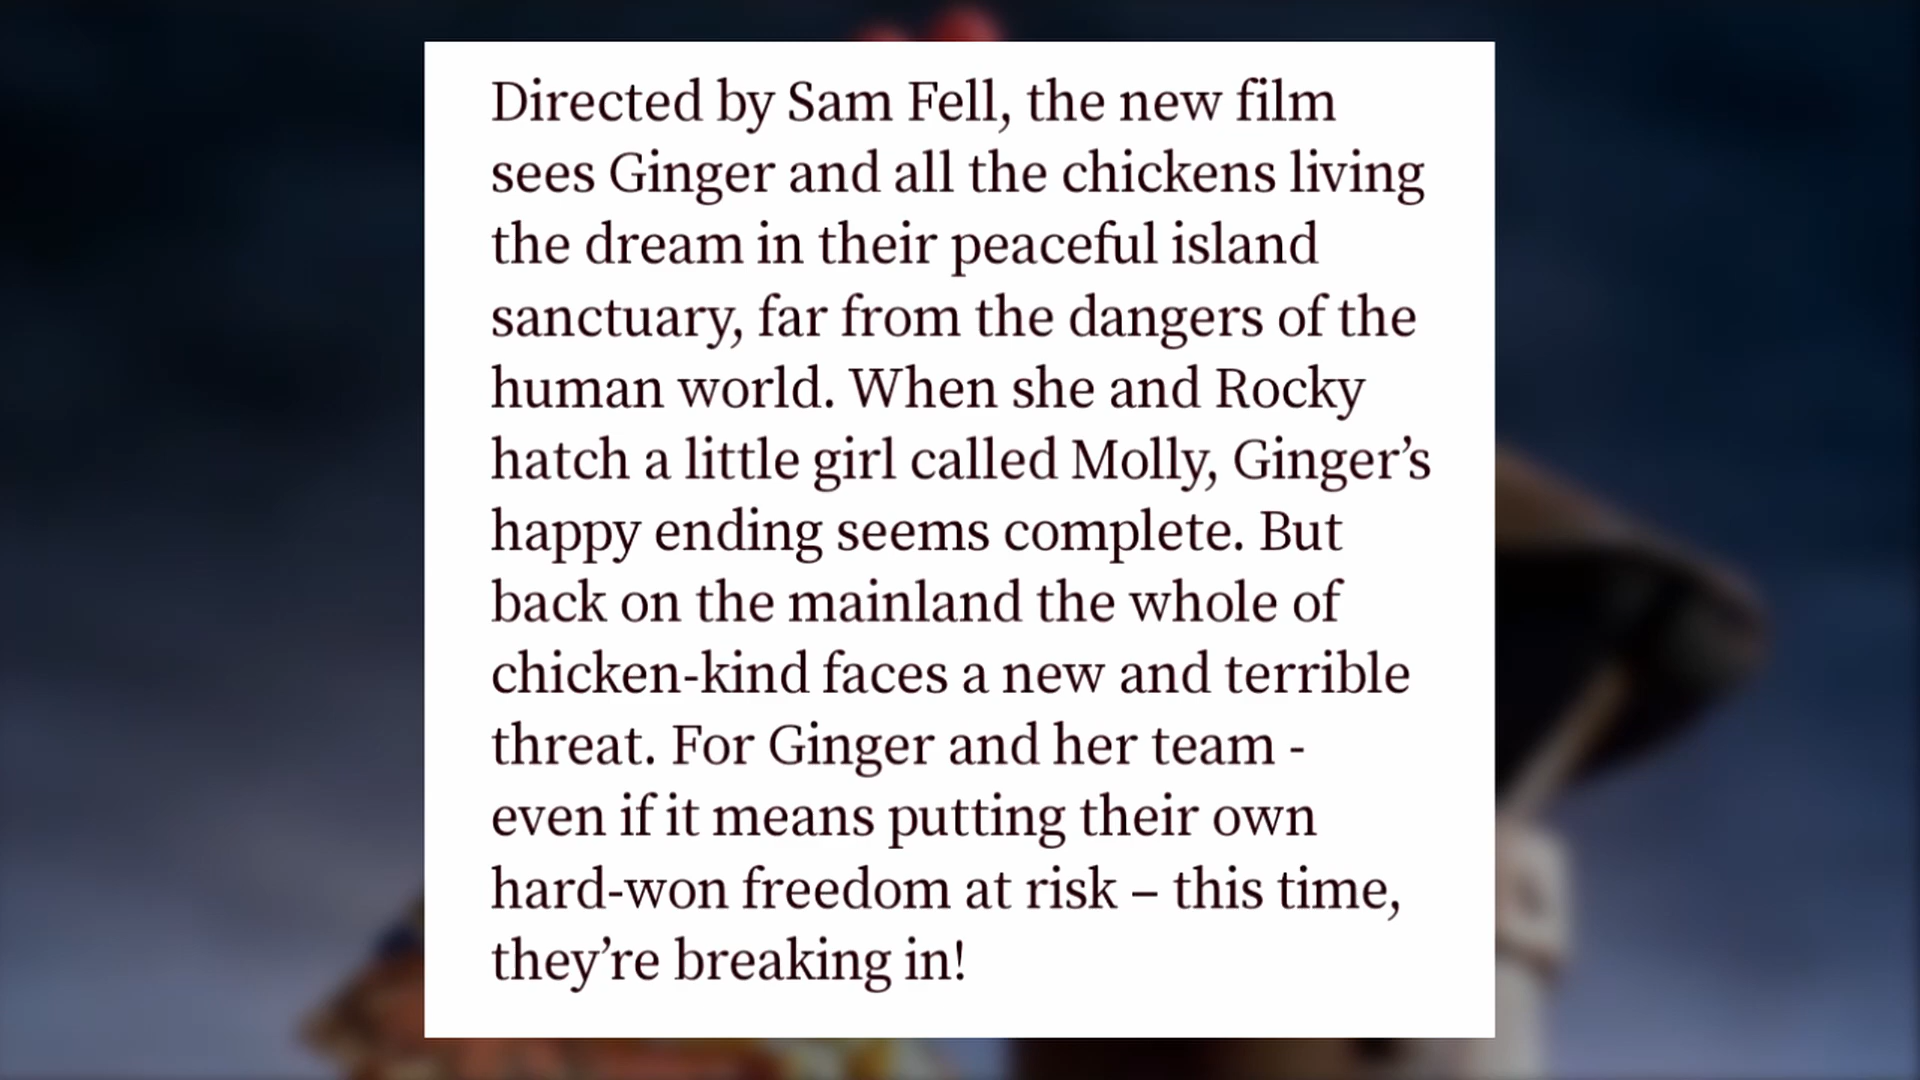 Directed by Sam Fell, the new film
sees Ginger and all the chickens living
the dream in their peaceful island
sanctuary, far from the dangers of the
human world. When she and Rocky
hatch a little girl called Molly, Ginger’s
happy ending seems complete. But
back on the mainland the whole of
chicken-kind faces a new and terrible
threat. For Ginger and her team -
even if it means putting their own
hard-won freedom at risk – this time,
they’re breaking in!